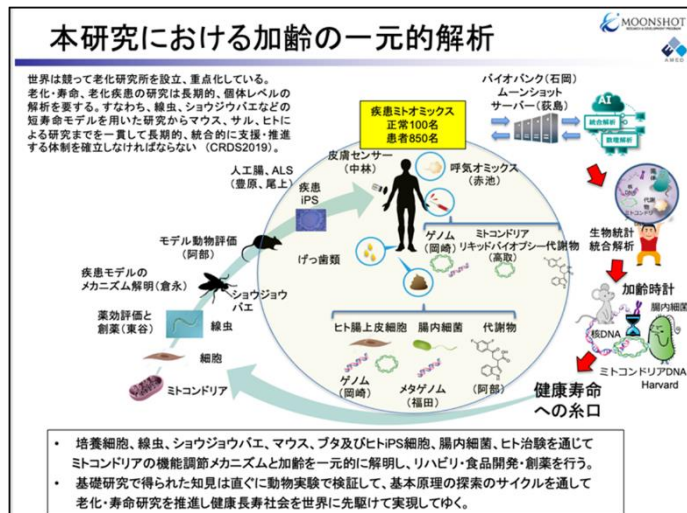 本研究における加齢の一元的解析
MOONSHOT
RESEARCH & DEVELOPMENT PROGRAM
AMED
世界は競って老化研究所を設立、重点化している。
老化・寿命、老化疾患の研究は長期的、個体レベルの
解析を要する。すなわち、線虫、ショウジョウバエなどの
短寿命モデルを用いた研究からマウス、サル、ヒトに
よる研究までを一貫して長期的、統合的に支援・推進
する体制を確立しなければならない (CRDS2019)。
バイオバンク(石岡)
ムーンショット
サーバー(荻島)
AI
統合解析
数理解析
疾患ミトオミックス
正常100名
患者850名
皮膚センサー
(中林)
呼気オミックス
(赤池)
人工腸、ALS
(豊原、尾上)
疾患
iPS
モデル動物評価
(阿部)
げっ歯類
ゲノム
(岡崎)
ミトコンドリア
リキッドバイオプシー
(高取)
代謝物
代謝物
ミトコンドリア
生物統計
統合解析
疾患モデルの
メカニズム解明(倉永)
ショウジョウ
バエ
薬効評価と
創薬(東谷)
線虫
細胞
ミトコンドリア
ヒト腸上皮細胞
腸内細菌
代謝物
ゲノム
(岡崎)
メタゲノム
(福田)
(阿部)
加齢時計
腸内細菌
核DNA
ミトコンドリアDNA
Harvard
健康寿命
への糸口
• 培養細胞、線虫、ショウジョウバエ、マウス、ブタ及びヒトiPS細胞、腸内細菌、ヒト治験を通じて
ミトコンドリアの機能調節メカニズムと加齢を一元的に解明し、リハビリ・食品開発・創薬を行う。
• 基礎研究で得られた知見は直ぐに動物実験で検証して、基本原理の探索のサイクルを通して
老化・寿命研究を推進し健康長寿社会を世界に先駆けて実現してゆく。